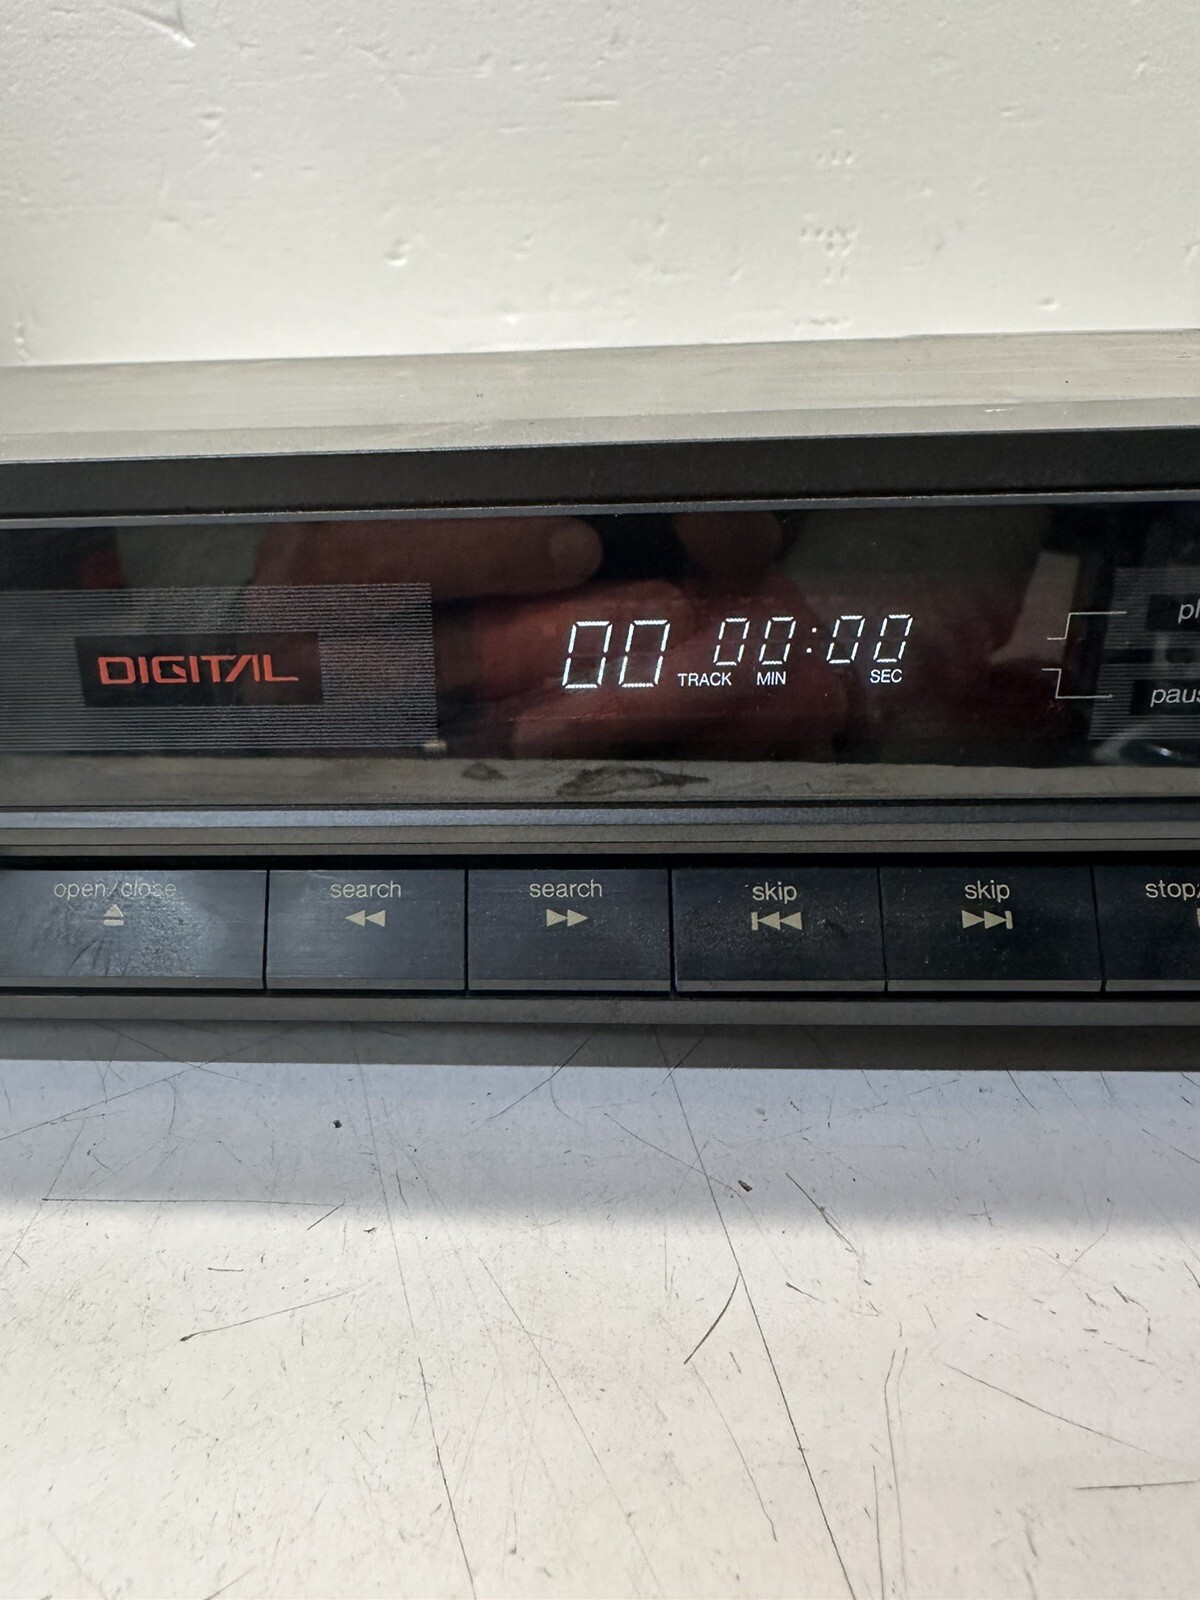 DIGITAL
00 TRACK 00:00
MIN SEC
open/close
search
search
skip
skip